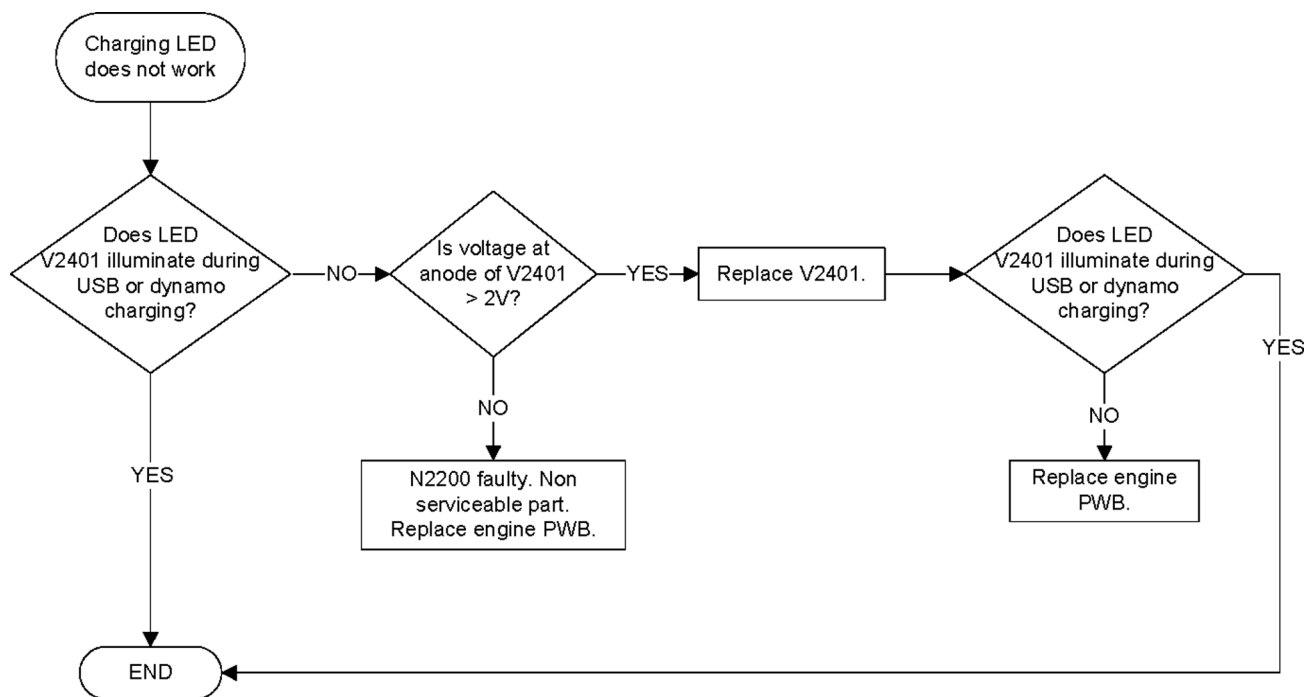 Charging LED
does not work
Does LED
V2401 illuminate during
USB or dynamo
charging?
NO
Is voltage at
anode of V2401
> 2V?
YES
Replace V2401.
Does LED
V2401 illuminate during
USB or dynamo
charging?
YES
NO
NO
YES
N2200 faulty. Non
serviceable part.
Replace engine PWB.
Replace engine
PWB.
END